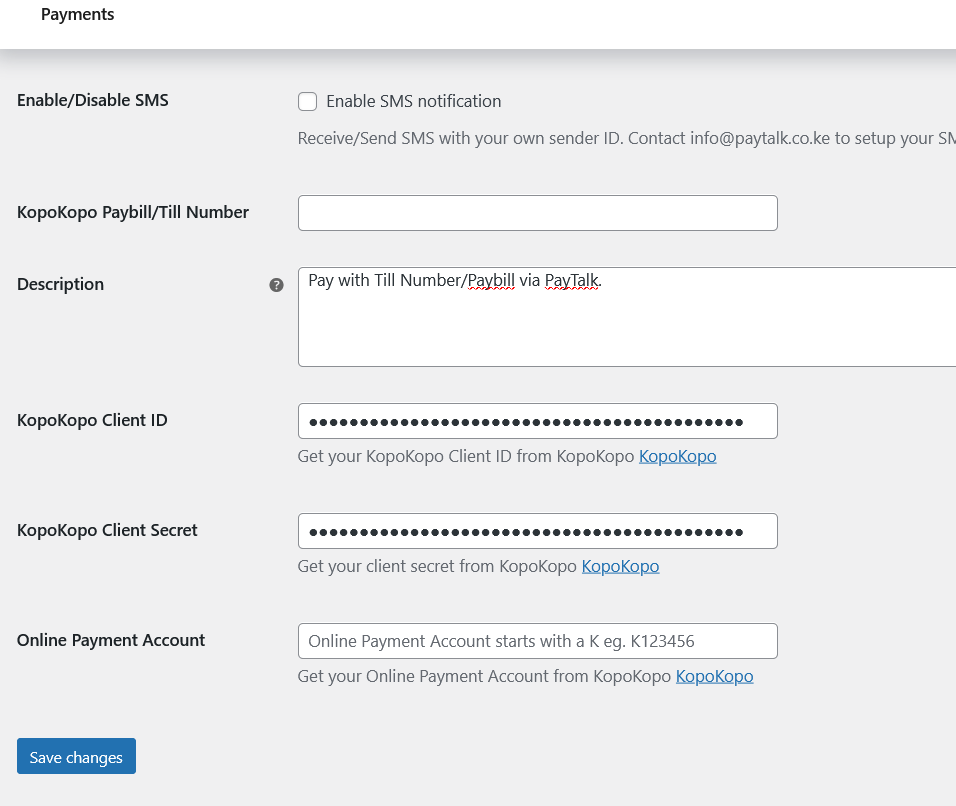 Payments
Enable/Disable SMS
Enable SMS notification
Receive/Send SMS with your own sender ID. Contact info@paytalk.co.ke to setup your SM
KopoKopo Paybill/Till Number
Description
?
Pay with Till Number/Paybill via PayTalk.
KopoKopo Client ID
Get your KopoKopo Client ID from KopoKopo KopoKopo
KopoKopo Client Secret
Get your client secret from KopoKopo KopoKopo
Online Payment Account
Online Payment Account starts with a K eg. K123456
Get your Online Payment Account from KopoKopo KopoKopo
Save changes